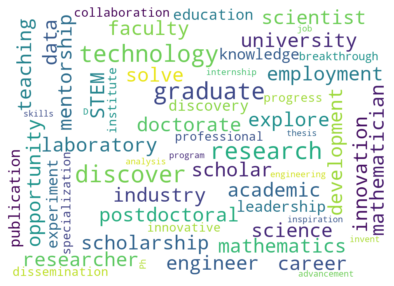 collaboration
education
scientist
job
faculty
data
teaching
mentorship
technology
university
knowledge
breakthrough
STEM
institute
solve
internship
progress
employment
graduate
skills
discovery
doctorate
explore
professional
thesis
opportunity
laboratory
research
development
innovation
mathematician
publication
experiment
specialization
analysis
program
engineering
discover
scholar
industry
academic
leadership
inspiration
postdoctoral
innovative
science
invent
scholarship
mathematics
researcher
engineer
career
dissemination
advancement